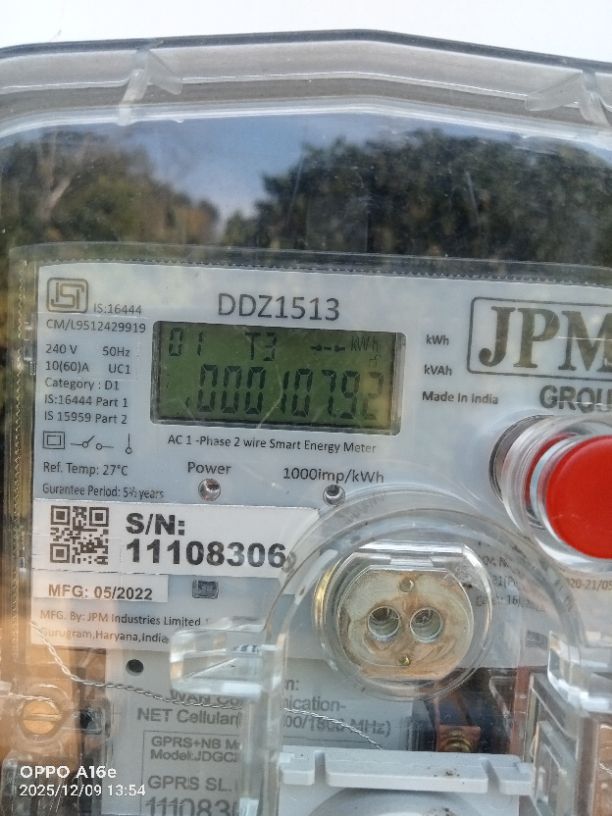 IS:16444
DDZ1513
CM/L9512429919
JPM
GROU
240 V 50Hz
10(60)A UC1
Category : D1
IS:16444 Part 1
IS 15959 Part 2
01 T3 kWh
000107.92
kWh
kVAh
Made in India
AC 1 -Phase 2 wire Smart Energy Meter
Ref. Temp: 27°C
Power
1000imp/kWh
Gurantee Period: 5½ years
S/N:
11108306
MFG: 05/2022
MFG. By: JPM Industries Limited
Gurugram,Haryana,India
WAN
NET Cellular
GPRS+NB
GPRS SL.
OPPO A16e
2025/12/09 13:54